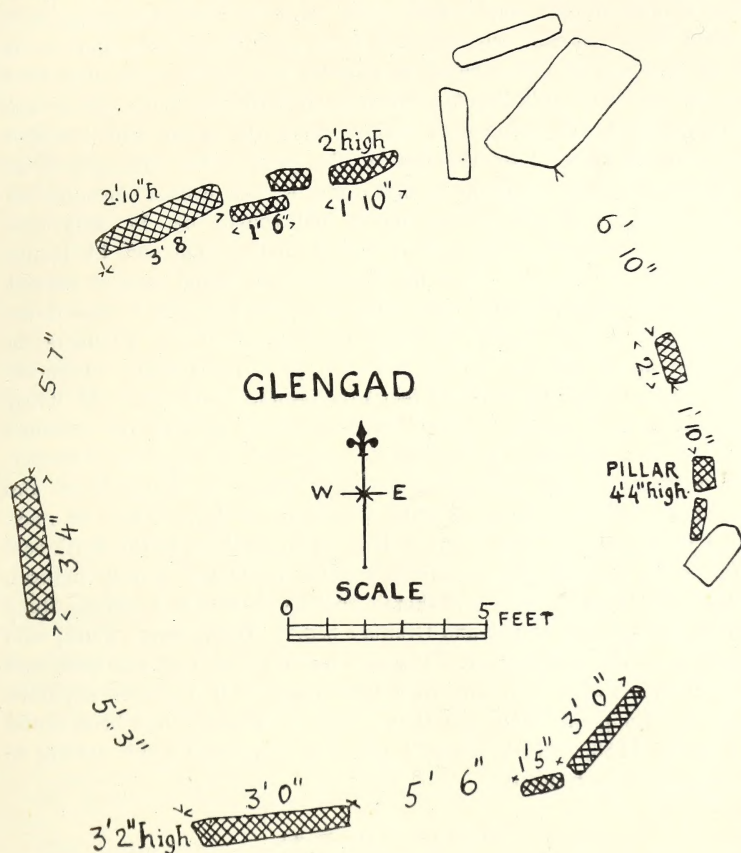 2' high
2' 10" h
1' 10"
1' 6"
3' 8
6' 10"
5' 7"
GLENGAD
2'
1' 10"
W E
PILLAR
4' 4" high
3' 4"
SCALE
0 5 FEET
3' 0"
5' 3"
1' 5"
5' 6"
3' 0"
3' 2" high